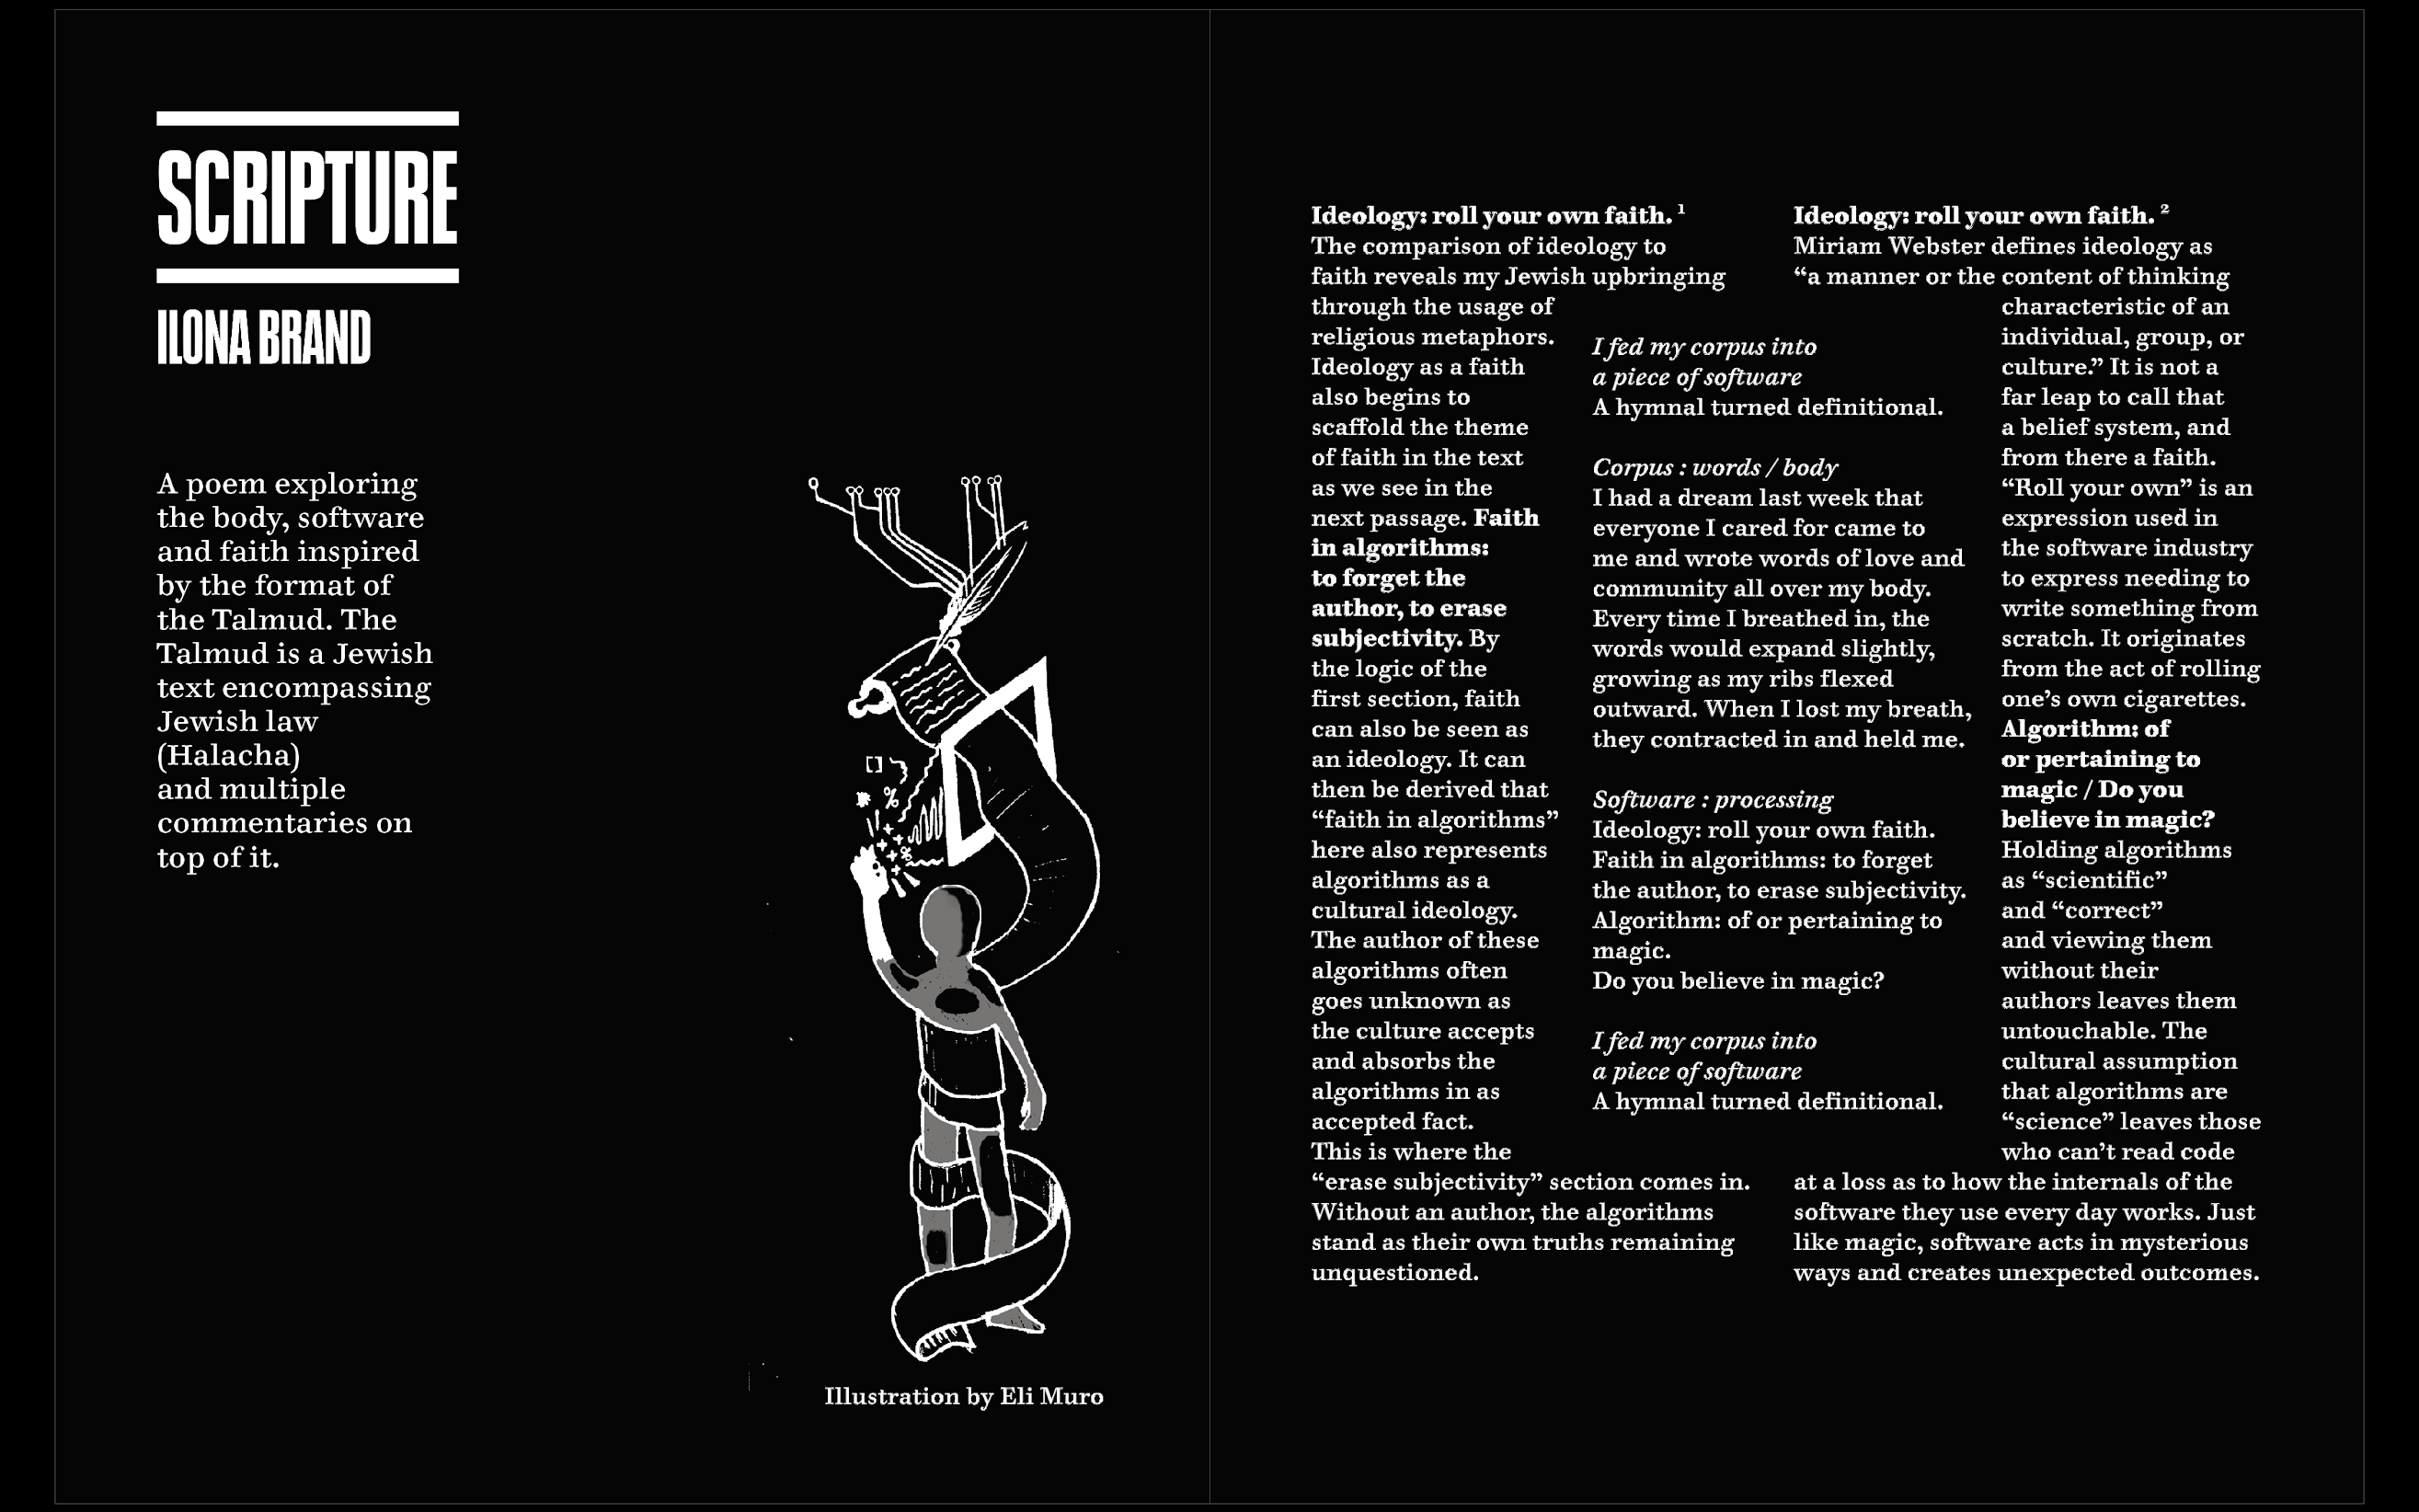 SCRIPTURE
ILONA BRAND
A poem exploring
the body, software
and faith inspired
by the format of
the Talmud. The
Talmud is a Jewish
text encompassing
Jewish law
(Halacha)
and multiple
commentaries on
top of it.
[]
%
%
Illustration by Eli Muro
Ideology: roll your own faith. 1
The comparison of ideology to
faith reveals my Jewish upbringing
through the usage of
religious metaphors.
Ideology as a faith
also begins to
scaffold the theme
of faith in the text
as we see in the
next passage. Faith
in algorithms:
to forget the
author, to erase
subjectivity. By
the logic of the
first section, faith
can also be seen as
an ideology. It can
then be derived that
“faith in algorithms”
here also represents
algorithms as a
cultural ideology.
The author of these
algorithms often
goes unknown as
the culture accepts
and absorbs the
algorithms in as
accepted fact.
This is where the
“erase subjectivity” section comes in.
Without an author, the algorithms
stand as their own truths remaining
unquestioned.
I fed my corpus into
a piece of software
A hymnal turned definitional.
Corpus : words / body
I had a dream last week that
everyone I cared for came to
me and wrote words of love and
community all over my body.
Every time I breathed in, the
words would expand slightly,
growing as my ribs flexed
outward. When I lost my breath,
they contracted in and held me.
Software : processing
Ideology: roll your own faith.
Faith in algorithms: to forget
the author, to erase subjectivity.
Algorithm: of or pertaining to
magic.
Do you believe in magic?
I fed my corpus into
a piece of software
A hymnal turned definitional.
Ideology: roll your own faith. 2
Miriam Webster defines ideology as
“a manner or the content of thinking
characteristic of an
individual, group, or
culture.” It is not a
far leap to call that
a belief system, and
from there a faith.
“Roll your own” is an
expression used in
the software industry
to express needing to
write something from
scratch. It originates
from the act of rolling
one’s own cigarettes.
Algorithm: of
or pertaining to
magic / Do you
believe in magic?
Holding algorithms
as “scientific”
and “correct”
and viewing them
without their
authors leaves them
untouchable. The
cultural assumption
that algorithms are
“science” leaves those
who can’t read code
at a loss as to how the internals of the
software they use every day works. Just
like magic, software acts in mysterious
ways and creates unexpected outcomes.